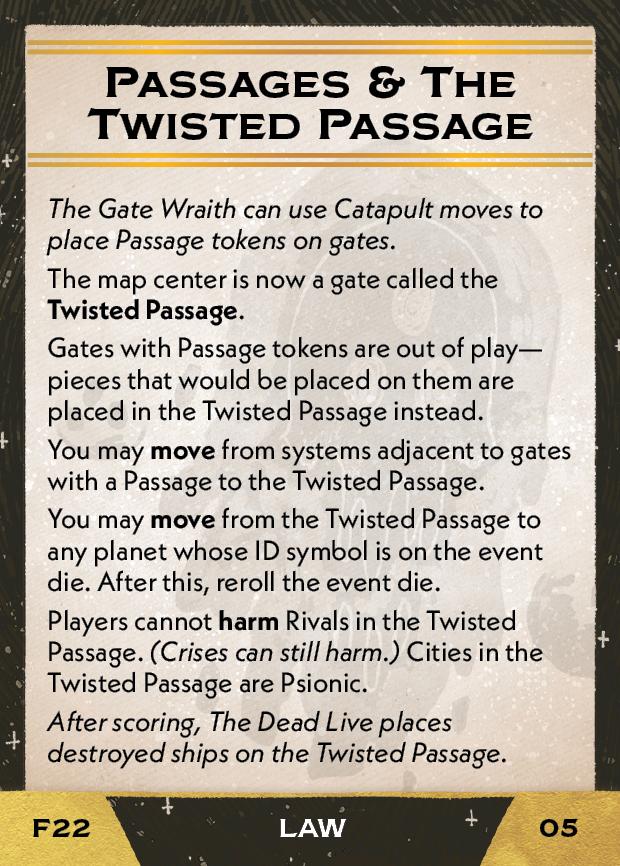 PASSAGES & THE
TWISTED PASSAGE
The Gate Wraith can use Catapult moves to
place Passage tokens on gates.
The map center is now a gate called the
Twisted Passage.
Gates with Passage tokens are out of play—
pieces that would be placed on them are
placed in the Twisted Passage instead.
You may move from systems adjacent to gates
with a Passage to the Twisted Passage.
You may move from the Twisted Passage to
any planet whose ID symbol is on the event
die. After this, reroll the event die.
Players cannot harm Rivals in the Twisted
Passage. (Crises can still harm.) Cities in the
Twisted Passage are Psionic.
After scoring, The Dead Live places
destroyed ships on the Twisted Passage.
F22 LAW 05